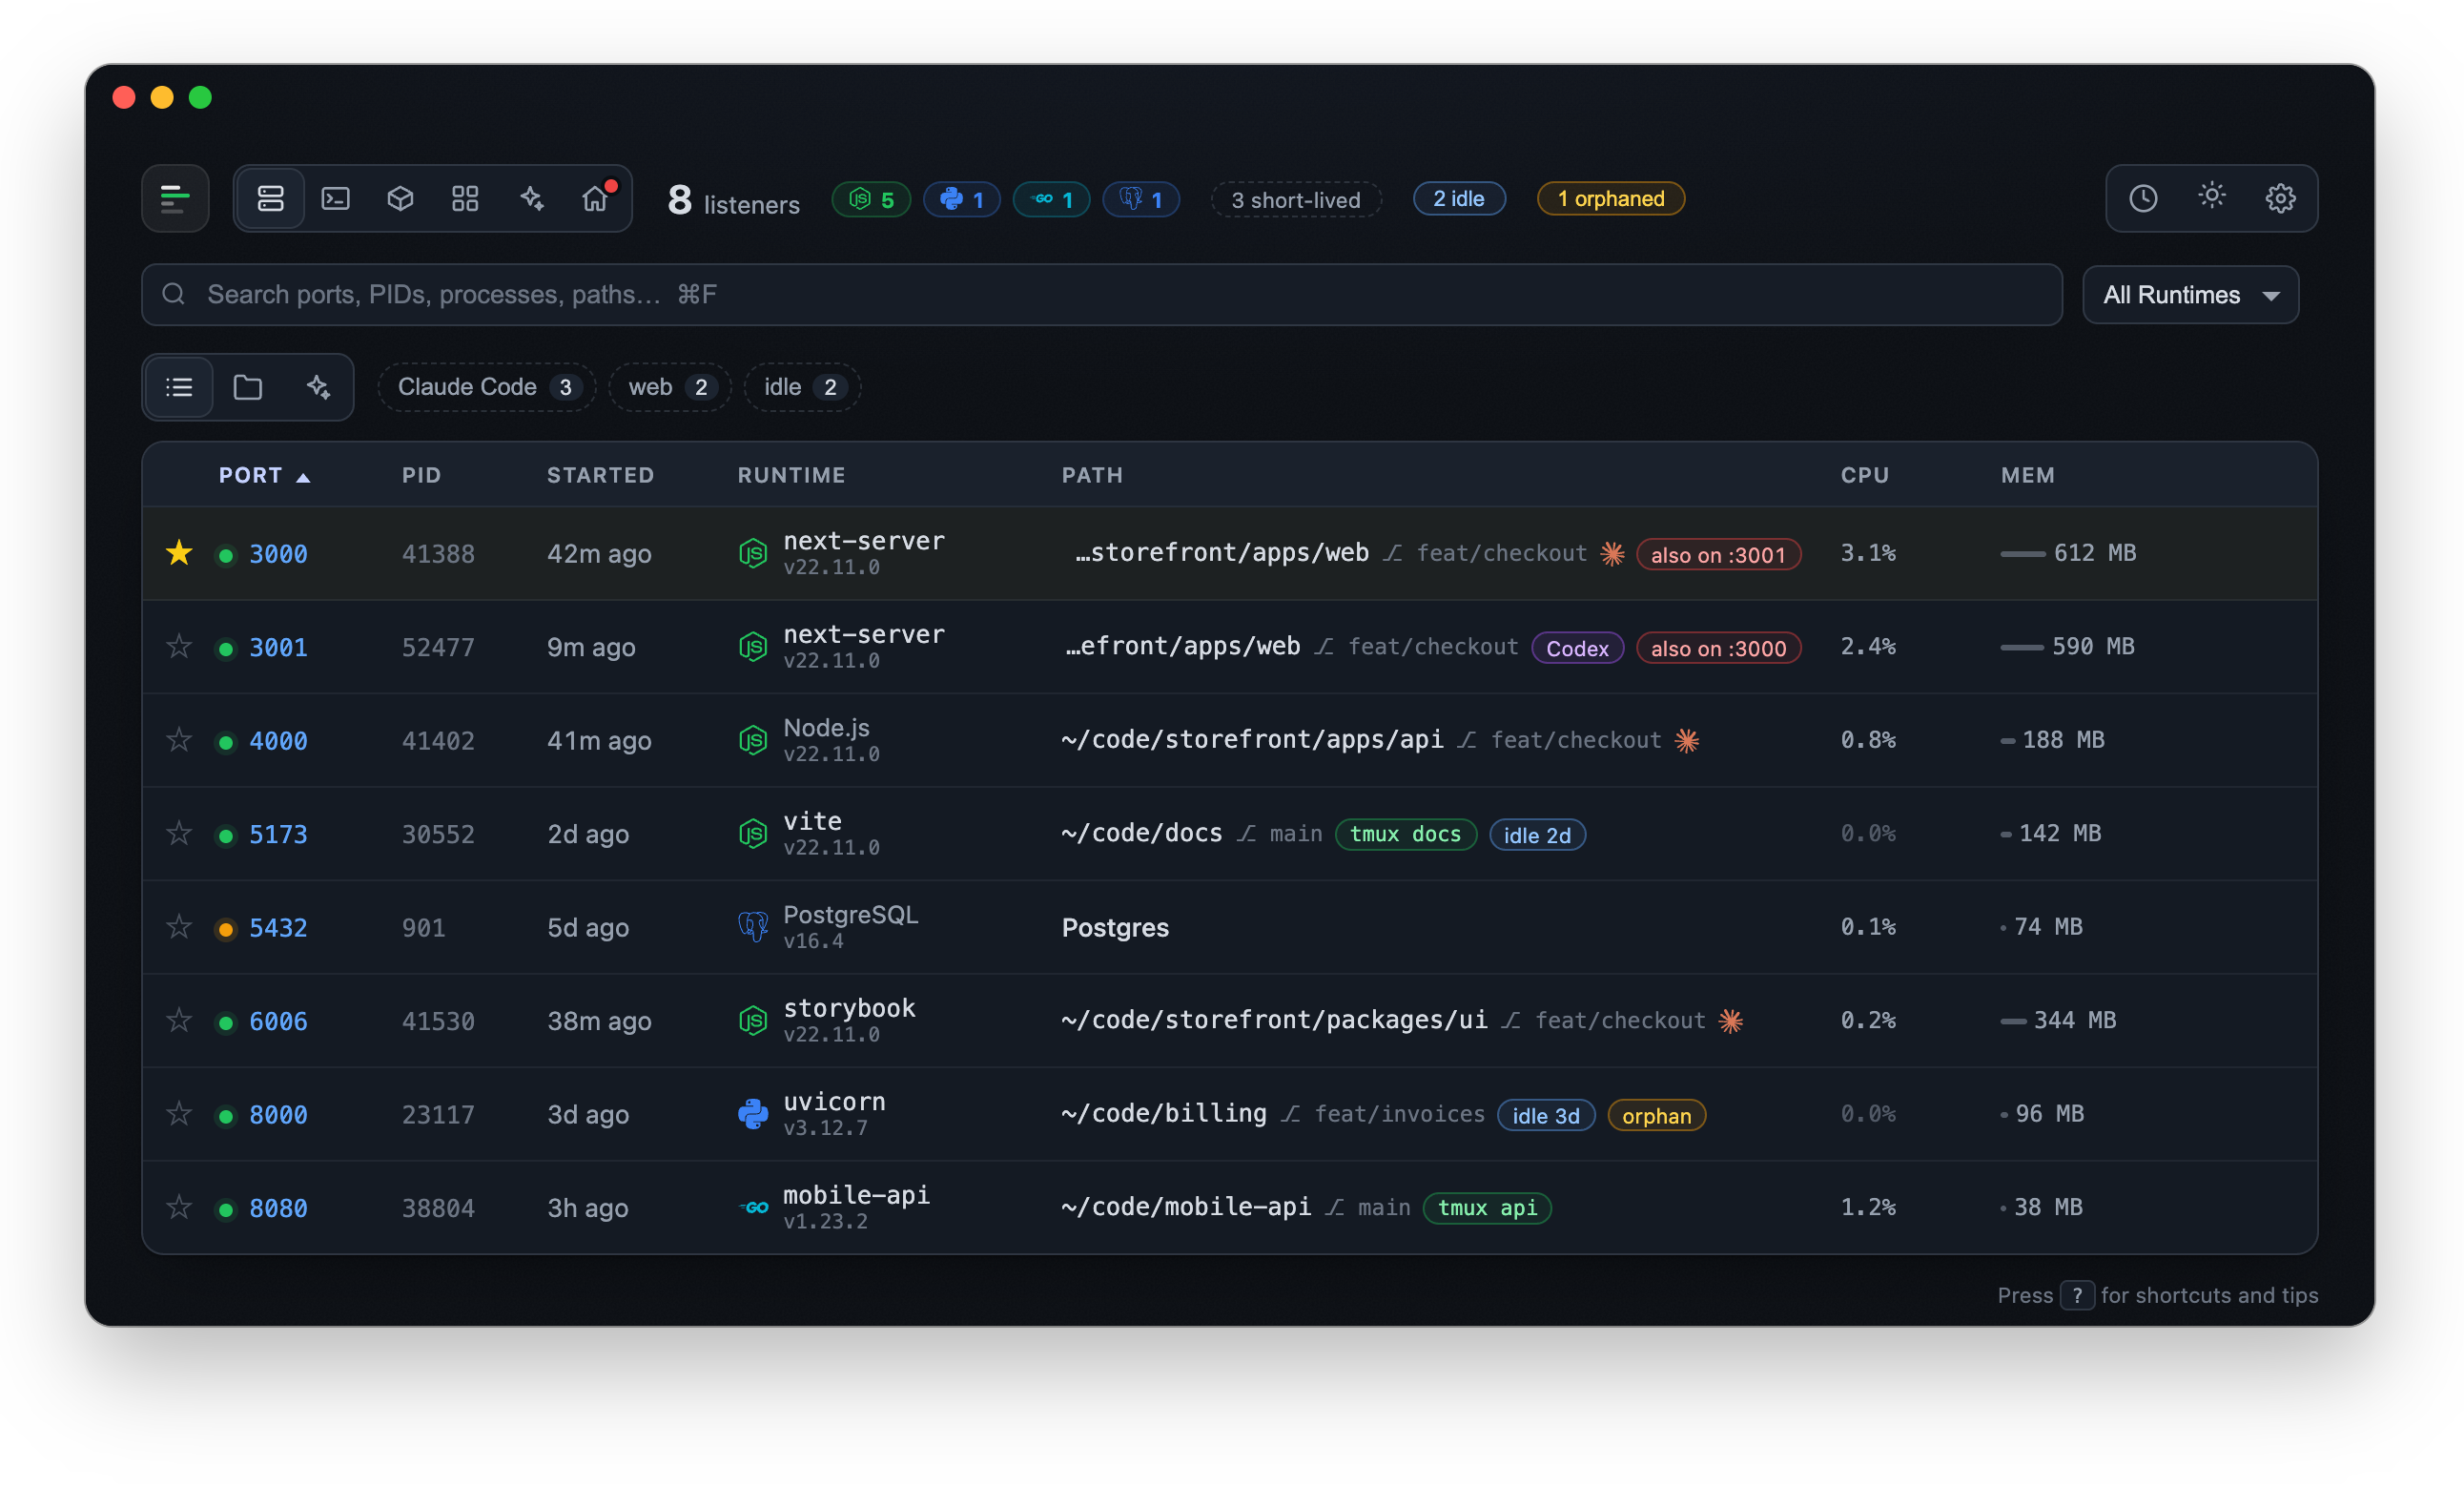 8 listeners 5 1 GO 1 1 3 short-lived 2 idle 1 orphaned
Search ports, PIDs, processes, paths… ⌘F All Runtimes
Claude Code 3 web 2 idle 2
PORT PID STARTED RUNTIME PATH CPU MEM
3000 41388 42m ago JS next-server …storefront/apps/web feat/checkout also on :3001 3.1% 612 MB
v22.11.0
3001 52477 9m ago JS next-server …efront/apps/web feat/checkout Codex also on :3000 2.4% 590 MB
v22.11.0
4000 41402 41m ago JS Node.js ~/code/storefront/apps/api feat/checkout 0.8% 188 MB
v22.11.0
5173 30552 2d ago JS vite ~/code/docs main tmux docs idle 2d 0.0% 142 MB
v22.11.0
5432 901 5d ago PostgreSQL Postgres 0.1% 74 MB
v16.4
6006 41530 38m ago JS storybook ~/code/storefront/packages/ui feat/checkout 0.2% 344 MB
v22.11.0
8000 23117 3d ago uvicorn ~/code/billing feat/invoices idle 3d orphan 0.0% 96 MB
v3.12.7
8080 38804 3h ago GO mobile-api ~/code/mobile-api main tmux api 1.2% 38 MB
v1.23.2
Press ? for shortcuts and tips